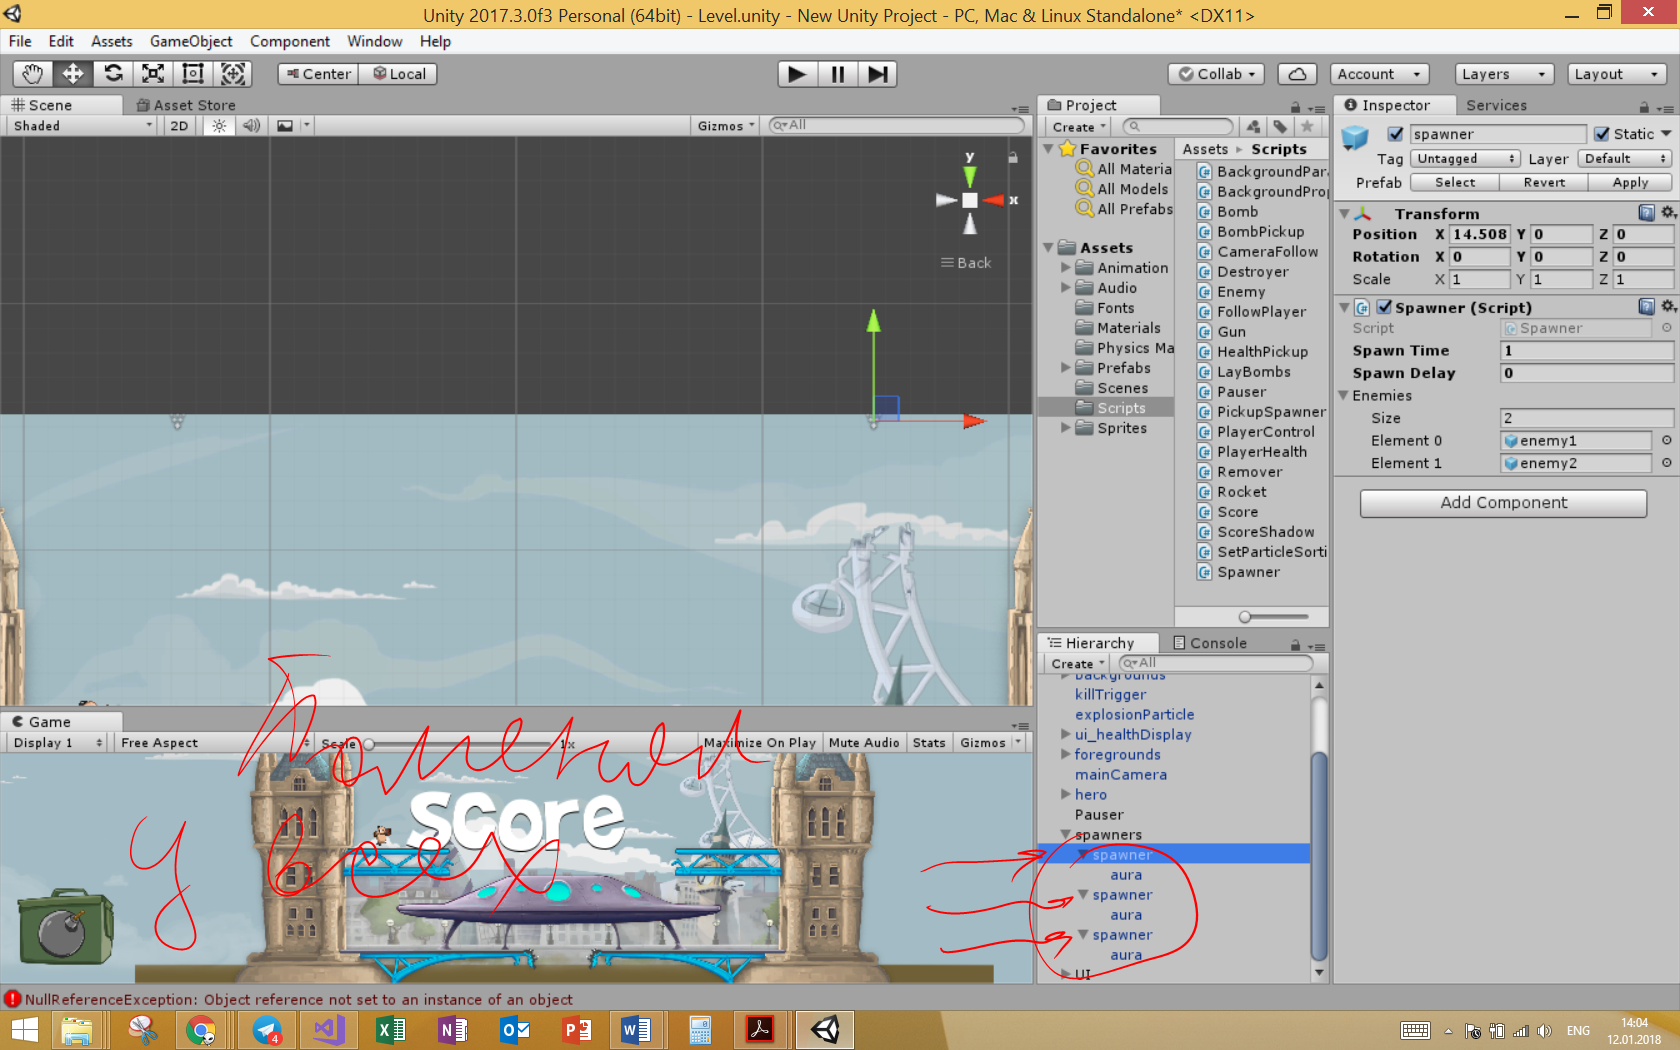 Unity 2017.3.0f3 Personal (64bit) - Level.unity - New Unity Project - PC, Mac & Linux Standalone* <DX11>
File Edit Assets GameObject Component Window Help
Center Local
Collab Account Layers Layout
Scene Asset Store
Shaded 2D Gizmos All
y
x
Back
Game
Display 1 Free Aspect Scale 1x Maximize On Play Mute Audio Stats Gizmos
score
у всех
Project
Create
Favorites
All Materia
All Models
All Prefabs
Assets
Animation
Audio
Fonts
Materials
Physics Ma
Prefabs
Scenes
Scripts
Sprites
Assets Scripts
BackgroundPar
BackgroundProp
Bomb
BombPickup
CameraFollow
Destroyer
Enemy
FollowPlayer
Gun
HealthPickup
LayBombs
Pauser
PickupSpawner
PlayerControl
PlayerHealth
Remover
Rocket
Score
ScoreShadow
SetParticleSorti
Spawner
Hierarchy Console
Create All
backgrounds
killTrigger
explosionParticle
ui_healthDisplay
foregrounds
mainCamera
hero
Pauser
spawners
spawner
aura
spawner
aura
spawner
aura
UI
Inspector Services
spawner Static
Tag Untagged Layer Default
Prefab Select Revert Apply
Transform
Position X 14.508 Y 0 Z 0
Rotation X 0 Y 0 Z 0
Scale X 1 Y 1 Z 1
Spawner (Script)
Script Spawner
Spawn Time 1
Spawn Delay 0
Enemies
Size 2
Element 0 enemy1
Element 1 enemy2
Add Component
NullReferenceException: Object reference not set to an instance of an object
4
ENG 14:04
12.01.2018